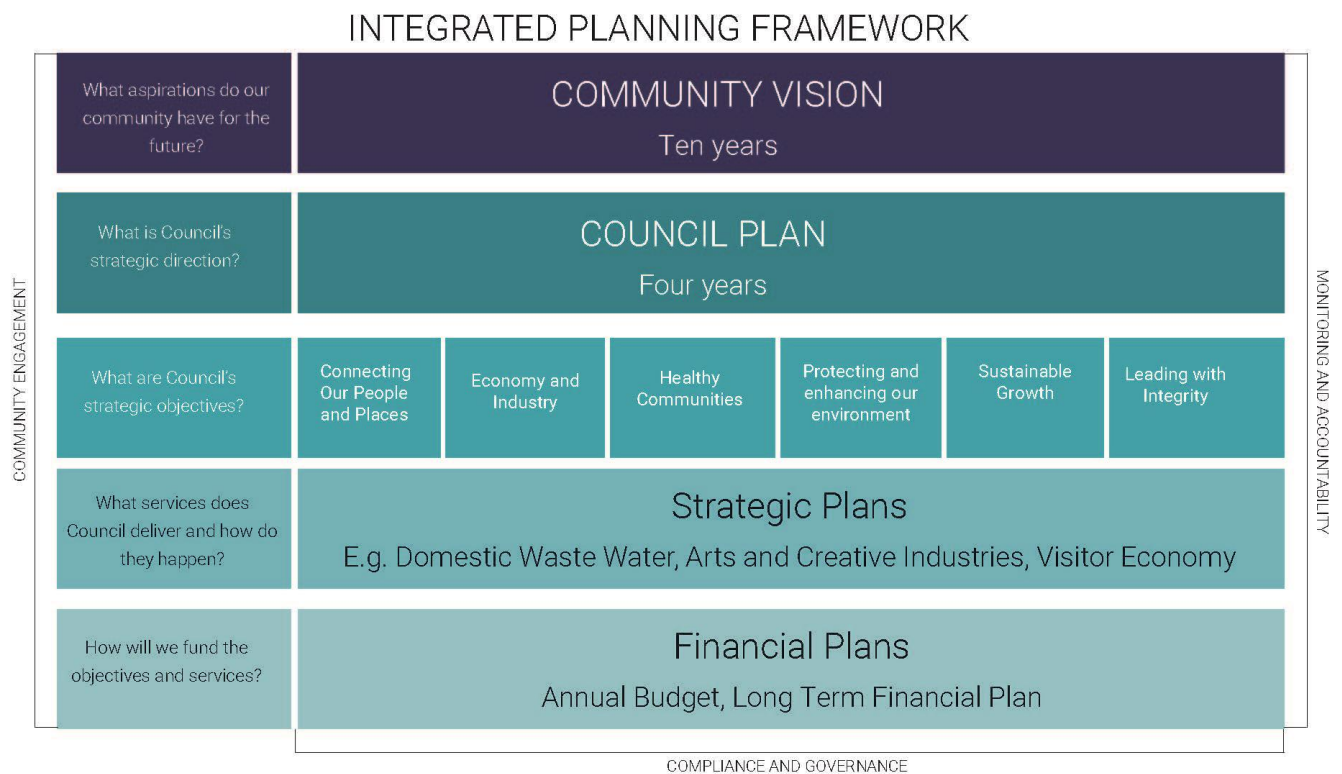 INTEGRATED PLANNING FRAMEWORK
What aspirations do our
community have for the
future?
COMMUNITY VISION
Ten years
What is Council's
strategic direction?
COUNCIL PLAN
Four years
What are Council's
strategic objectives?
Connecting
Our People
and Places
Economy and
Industry
Healthy
Communities
Protecting and
enhancing our
environment
Sustainable
Growth
Leading with
Integrity
What services does
Council deliver and how do
they happen?
Strategic Plans
E.g. Domestic Waste Water, Arts and Creative Industries, Visitor Economy
How will we fund the
objectives and services?
Financial Plans
Annual Budget, Long Term Financial Plan
COMMUNITY ENGAGEMENT
MONITORING AND ACCOUNTABILITY
COMPLIANCE AND GOVERNANCE